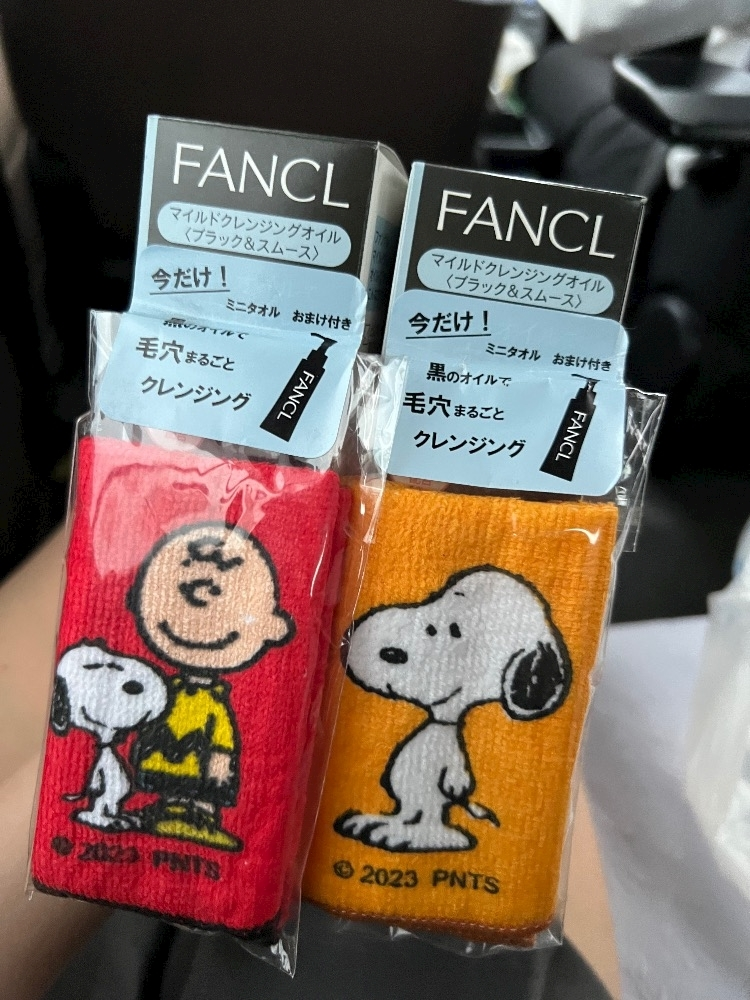 FANCL
マイルドクレンジングオイル
〈ブラック&スムース〉
今だけ!
ミニタオル おまけ付き
黒のオイルで
毛穴まるごと
クレンジング
FANCL
© 2023 PNTS
FANCL
マイルドクレンジングオイル
〈ブラック&スムース〉
今だけ!
ミニタオル おまけ付き
黒のオイルで
毛穴まるごと
クレンジング
FANCL
© 2023 PNTS